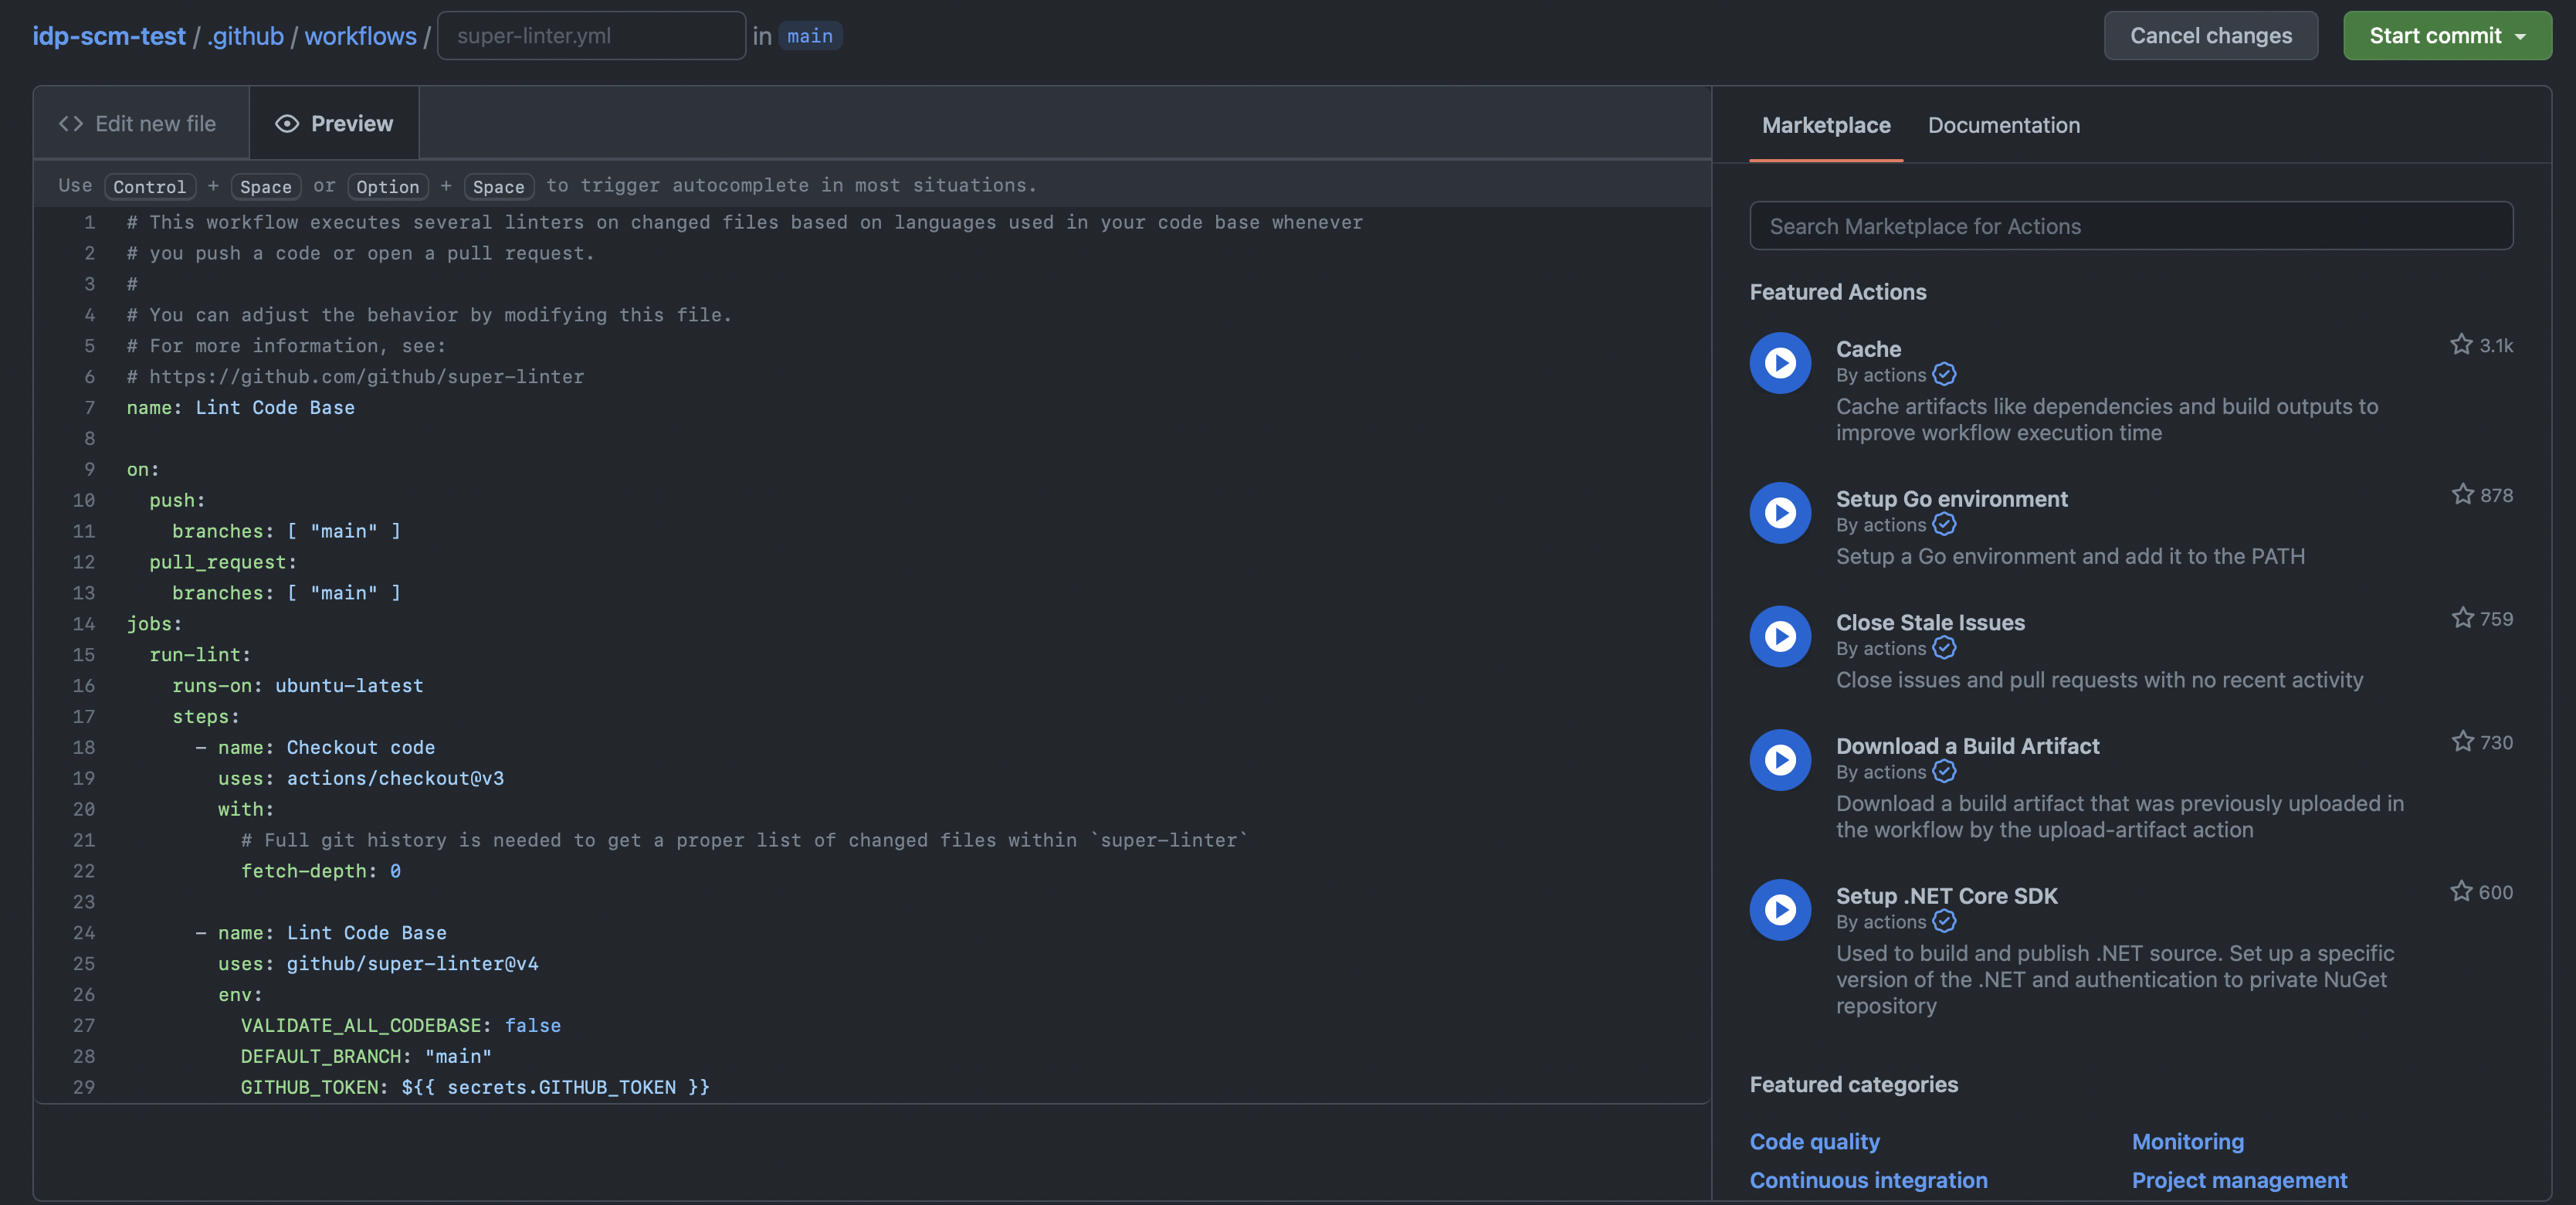 idp-scm-test / .github / workflows / super-linter.yml in main
Cancel changes
Start commit
Edit new file
Preview
Use Control + Space or Option + Space to trigger autocomplete in most situations.
1 # This workflow executes several linters on changed files based on languages used in your code base whenever
2 # you push a code or open a pull request.
3 #
4 # You can adjust the behavior by modifying this file.
5 # For more information, see:
6 # https://github.com/github/super-linter
7 name: Lint Code Base
8
9 on:
10   push:
11     branches: [ "main" ]
12   pull_request:
13     branches: [ "main" ]
14 jobs:
15   run-lint:
16     runs-on: ubuntu-latest
17     steps:
18       - name: Checkout code
19         uses: actions/checkout@v3
20         with:
21           # Full git history is needed to get a proper list of changed files within `super-linter`
22           fetch-depth: 0
23
24       - name: Lint Code Base
25         uses: github/super-linter@v4
26         env:
27           VALIDATE_ALL_CODEBASE: false
28           DEFAULT_BRANCH: "main"
29           GITHUB_TOKEN: ${{ secrets.GITHUB_TOKEN }}
Marketplace
Documentation
Search Marketplace for Actions
Featured Actions
Cache
3.1k
By actions
Cache artifacts like dependencies and build outputs to
improve workflow execution time
Setup Go environment
878
By actions
Setup a Go environment and add it to the PATH
Close Stale Issues
759
By actions
Close issues and pull requests with no recent activity
Download a Build Artifact
730
By actions
Download a build artifact that was previously uploaded in
the workflow by the upload-artifact action
Setup .NET Core SDK
600
By actions
Used to build and publish .NET source. Set up a specific
version of the .NET and authentication to private NuGet
repository
Featured categories
Code quality
Monitoring
Continuous integration
Project management